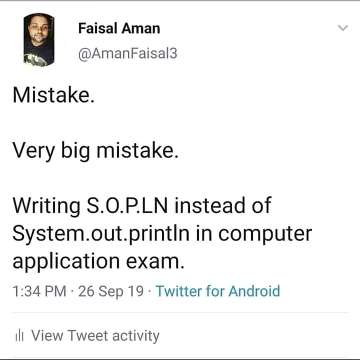 Faisal Aman
@AmanFaisal3
Mistake.
Very big mistake.
Writing S.O.P.LN instead of
System.out.println in computer
application exam.
1:34 PM · 26 Sep 19 · Twitter for Android
View Tweet activity